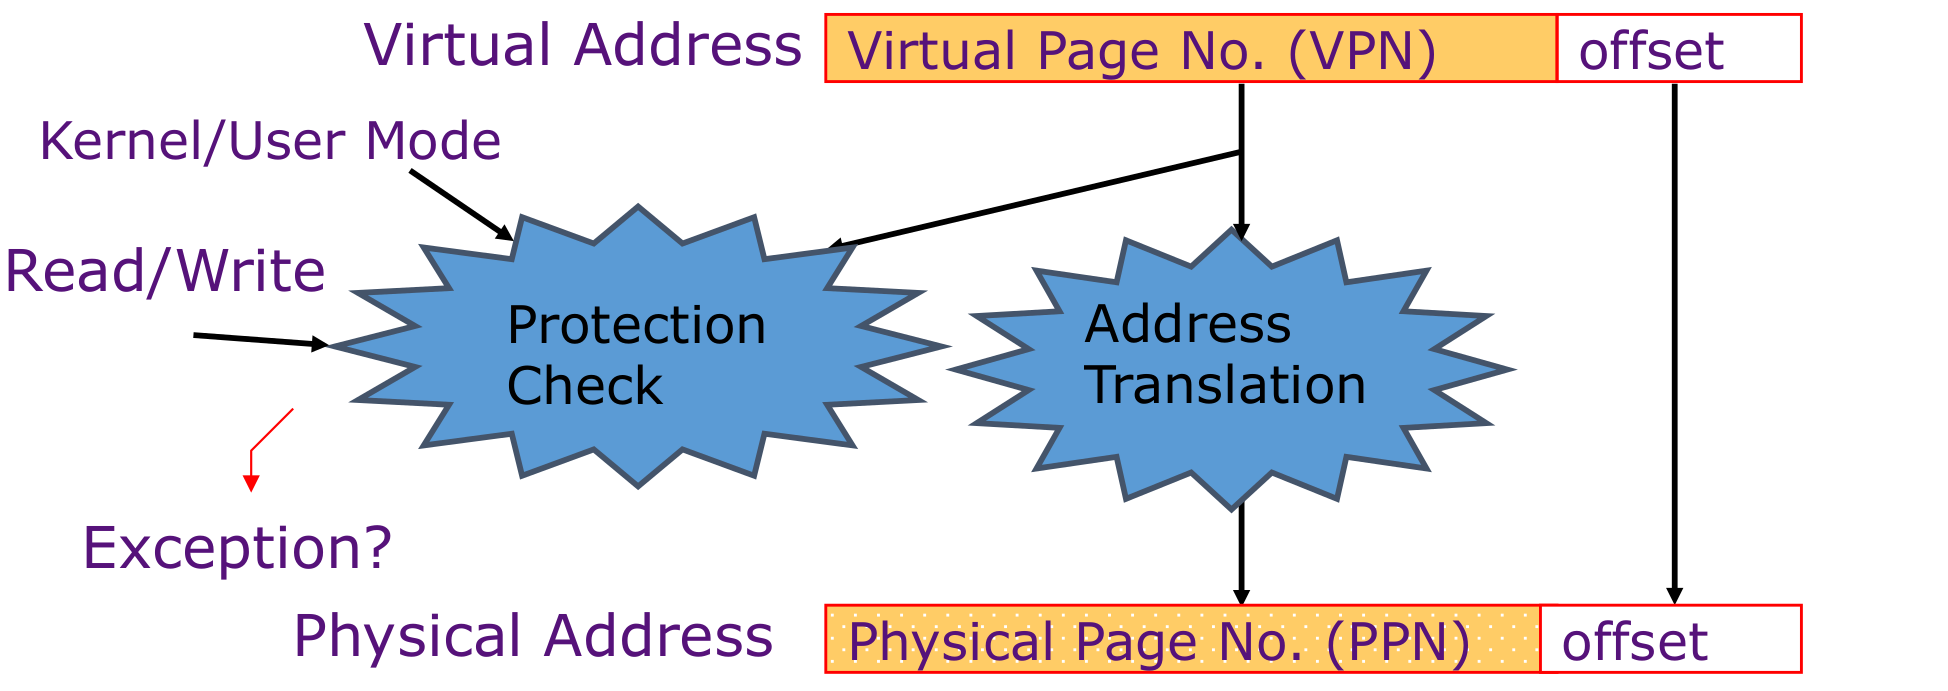 Virtual Address
Virtual Page No. (VPN)
offset
Kernel/User Mode
Read/Write
Protection
Check
Address
Translation
Exception?
Physical Address
Physical Page No. (PPN)
offset